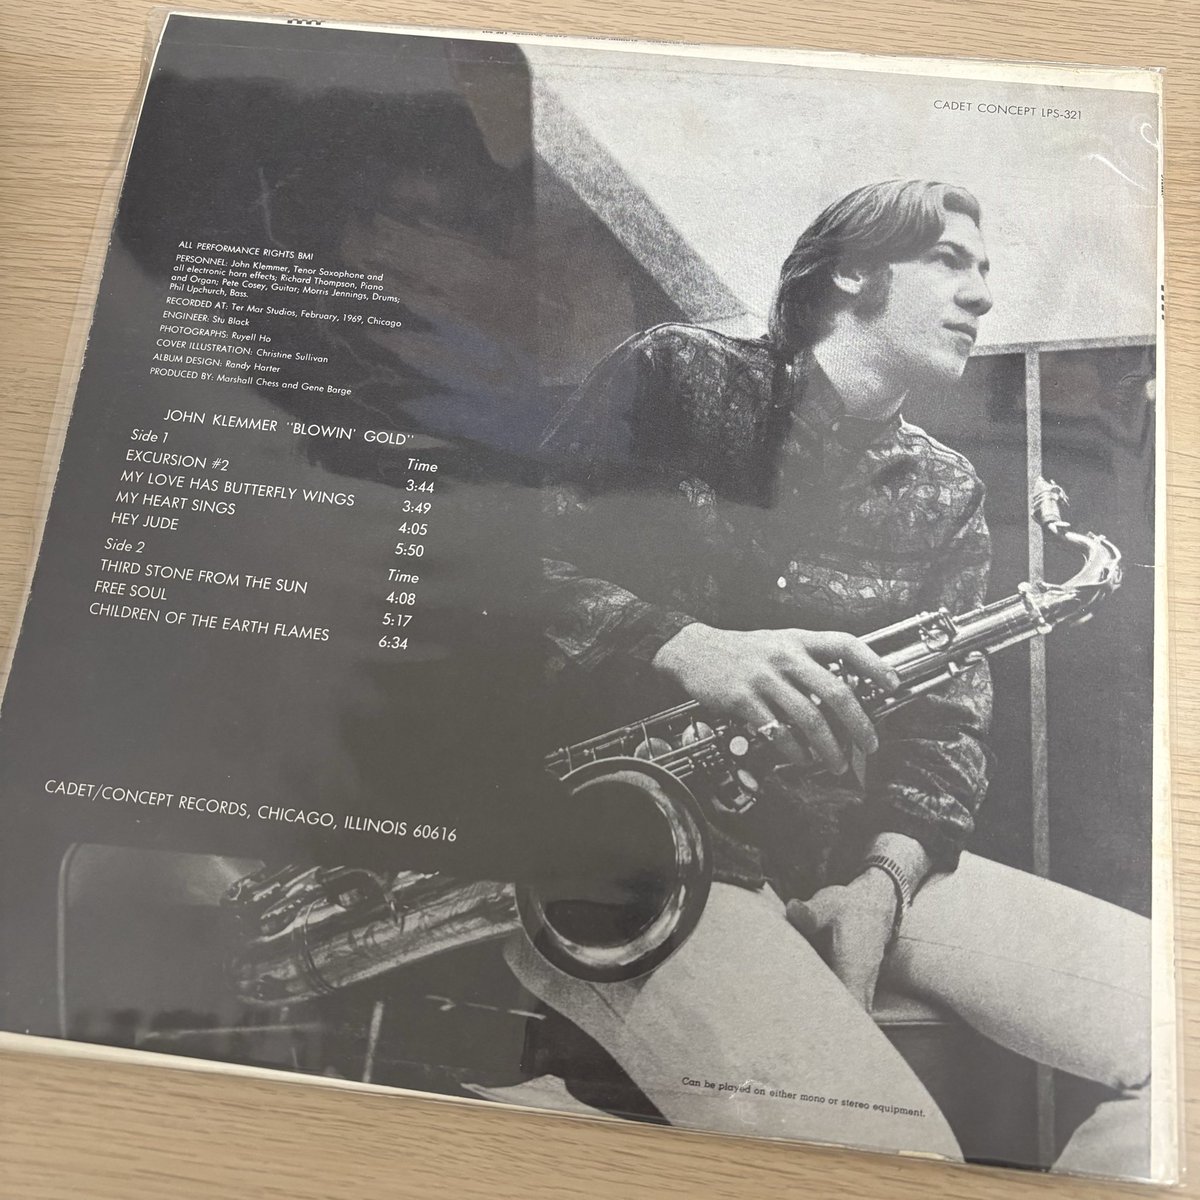 CADET CONCEPT LPS-321
ALL PERFORMANCE RIGHTS BMI
PERSONNEL: John Klemmer, Tenor Saxophone and
all electronic horn effects; Richard Thompson, Piano
and Organ; Pete Cosey, Guitar; Morris Jennings, Drums;
Phil Upchurch, Bass.
RECORDED AT: Ter Mar Studios, February, 1969, Chicago
ENGINEER: Stu Black
PHOTOGRAPHS: Ruyell Ho
COVER ILLUSTRATION: Christine Sullivan
ALBUM DESIGN: Randy Harter
PRODUCED BY: Marshall Chess and Gene Barge
JOHN KLEMMER "BLOWIN' GOLD"
Side 1 Time
EXCURSION #2 3:44
MY LOVE HAS BUTTERFLY WINGS 3:49
MY HEART SINGS 4:05
HEY JUDE 5:50
Side 2 Time
THIRD STONE FROM THE SUN 4:08
FREE SOUL 5:17
CHILDREN OF THE EARTH FLAMES 6:34
CADET/CONCEPT RECORDS, CHICAGO, ILLINOIS 60616
Can be played on either mono or stereo equipment.